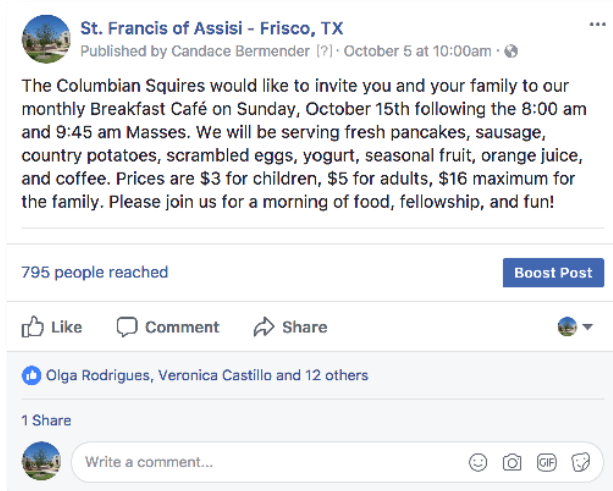 St. Francis of Assisi - Frisco, TX
Published by Candace Bermender [?] · October 5 at 10:00am ·
The Columbian Squires would like to invite you and your family to our
monthly Breakfast Café on Sunday, October 15th following the 8:00 am
and 9:45 am Masses. We will be serving fresh pancakes, sausage,
country potatoes, scrambled eggs, yogurt, seasonal fruit, orange juice,
and coffee. Prices are $3 for children, $5 for adults, $16 maximum for
the family. Please join us for a morning of food, fellowship, and fun!
795 people reached
Boost Post
Like Comment Share
Olga Rodrigues, Veronica Castillo and 12 others
1 Share
Write a comment...
GIF